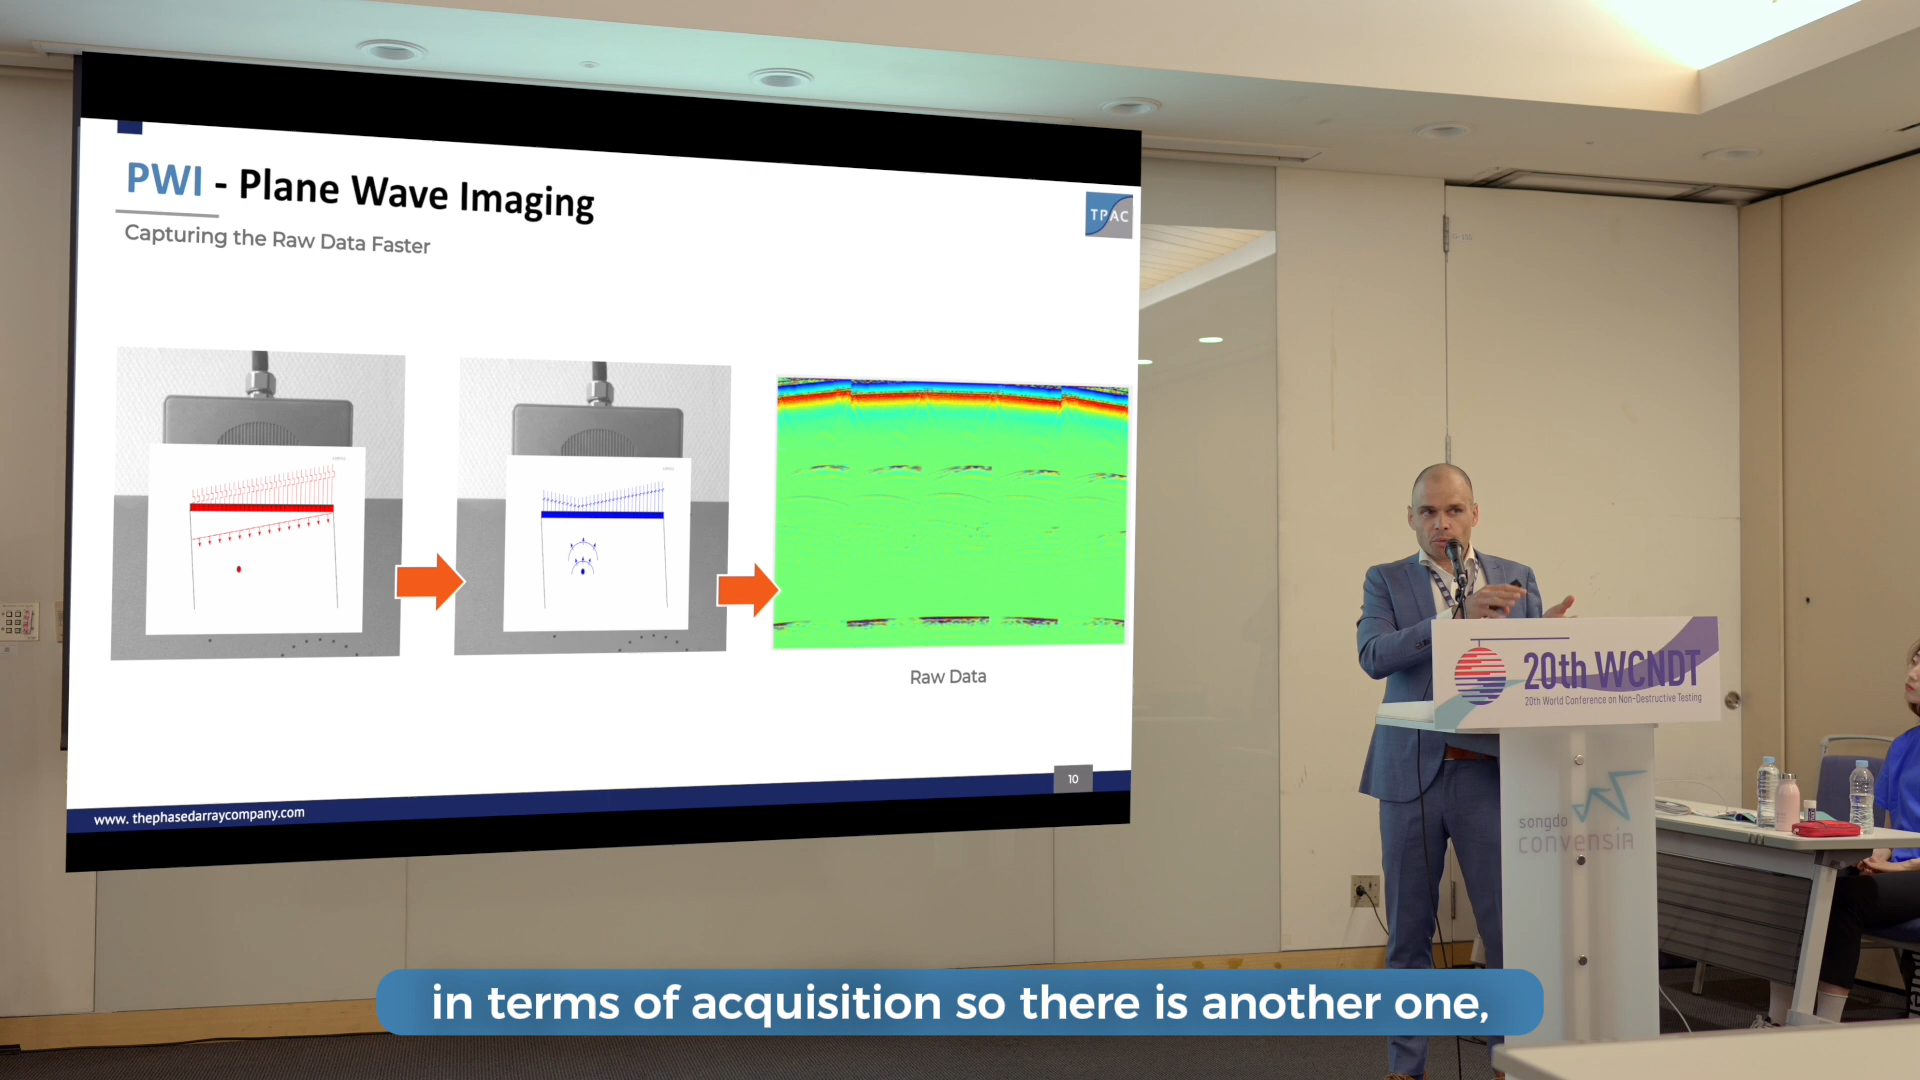 PWI - Plane Wave Imaging
Capturing the Raw Data Faster
TPAC
Raw Data
10
www. thephasedarraycompany.com
20th WCNDT
20th World Conference on Non-Destructive Testing
songdo
convensia
in terms of acquisition so there is another one,